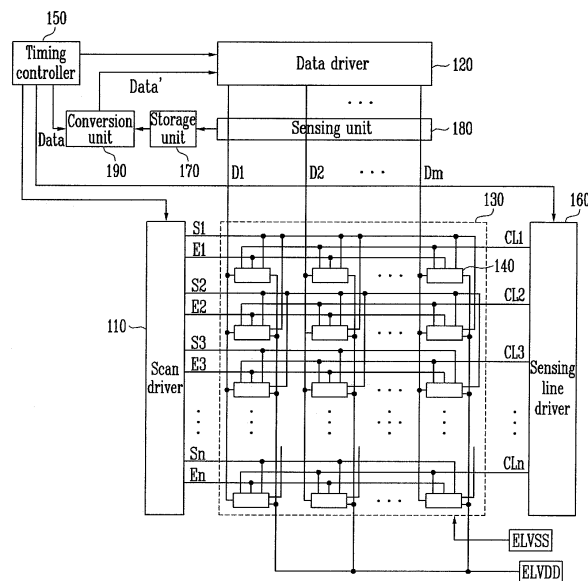 150
Timing
controller
Data driver
120
Data'
Data
Conversion
unit
Storage
unit
Sensing unit
180
190
170
D1
D2
Dm
130
160
S1
CL1
E1
140
S2
CL2
E2
110
S3
CL3
E3
Scan
driver
Sensing
line
driver
Sn
CLn
En
ELVSS
ELVDD